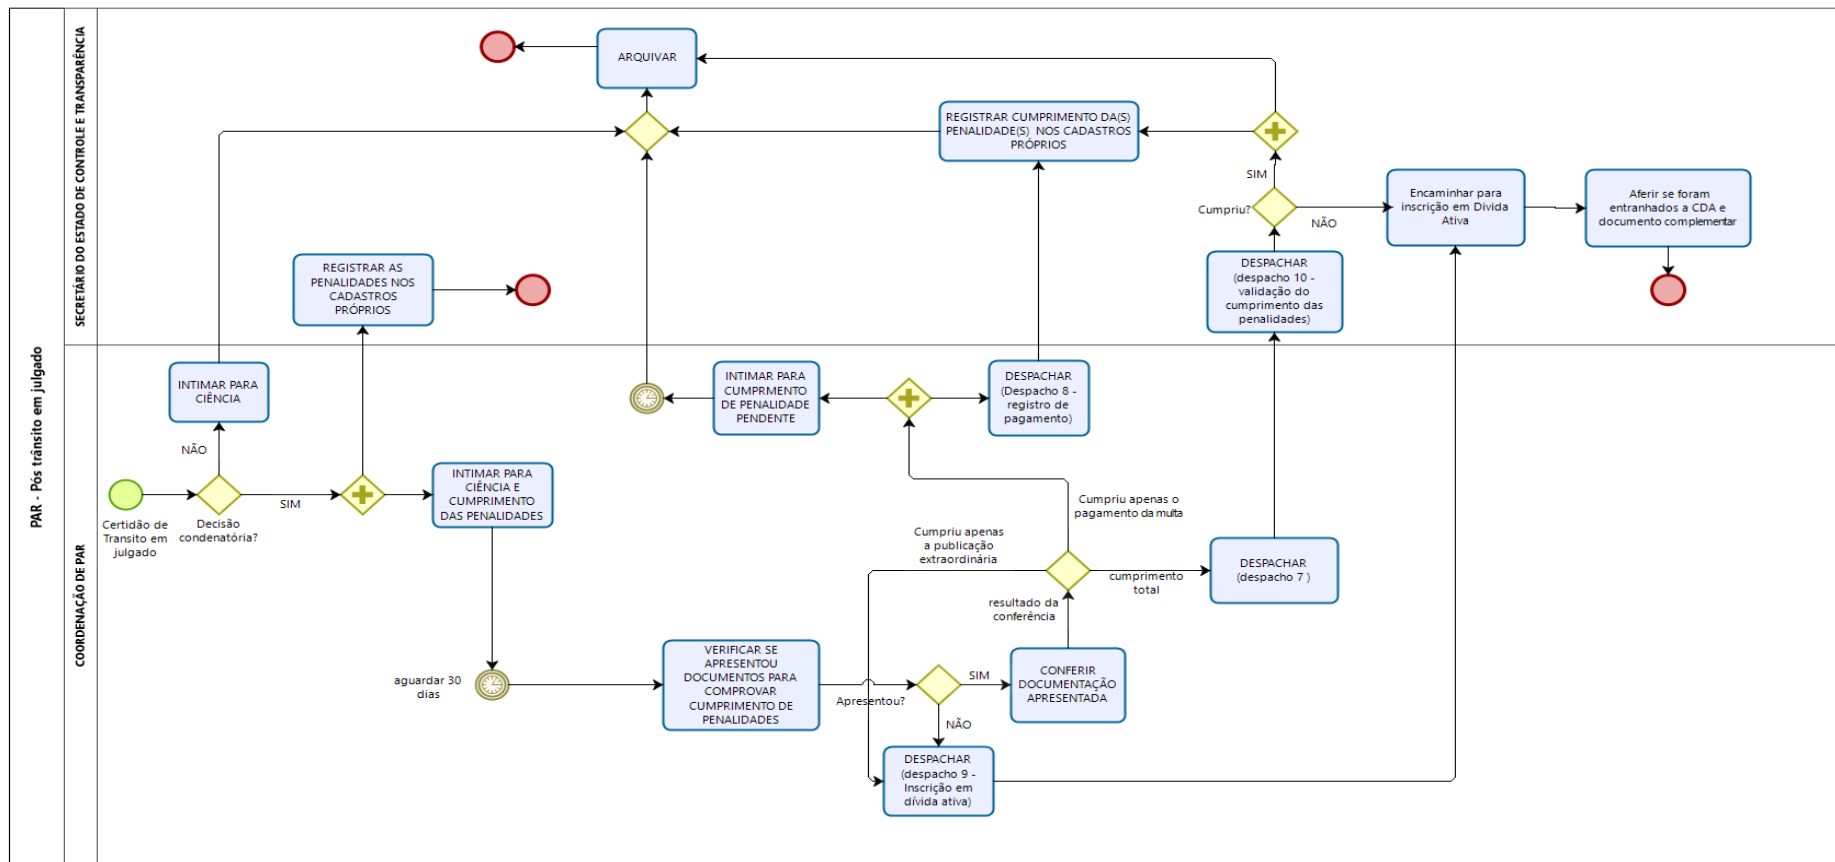 PAR - Pós trânsito em julgado
SECRETÁRIO DO ESTADO DE CONTROLE E TRANSPARÊNCIA
ARQUIVAR
REGISTRAR CUMPRIMENTO DA(S)
PENALIDADE(S) NOS CADASTROS
PRÓPRIOS
SIM
Cumpriu?
NÃO
Encaminhar para
inscrição em Divida
Ativa
Aferir se foram
entranhados a CDA e
documento complementar
REGISTRAR AS
PENALIDADES NOS
CADASTROS
PRÓPRIOS
DESPACHAR
(despacho 10 -
validação do
cumprimento das
penalidades)
COORDENAÇÃO DE PAR
INTIMAR PARA
CIÊNCIA
INTIMAR PARA
CUMPRMENTO
DE PENALIDADE
PENDENTE
DESPACHAR
(Despacho 8 -
registro de
pagamento)
NÃO
Certidão de
Transito em
julgado
Decisão
condenatória?
SIM
INTIMAR PARA
CIÊNCIA E
CUMPRIMENTO
DAS PENALIDADES
Cumpriu apenas o
pagamento da multa
Cumpriu apenas
a publicação
extraordinária
cumprimento
total
DESPACHAR
(despacho 7 )
resultado da
conferência
aguardar 30
dias
VERIFICAR SE
APRESENTOU
DOCUMENTOS PARA
COMPROVAR
CUMPRIMENTO DE
PENALIDADES
Apresentou?
SIM
CONFERIR
DOCUMENTAÇÃO
APRESENTADA
NÃO
DESPACHAR
(despacho 9 -
Inscrição em
dívida ativa)